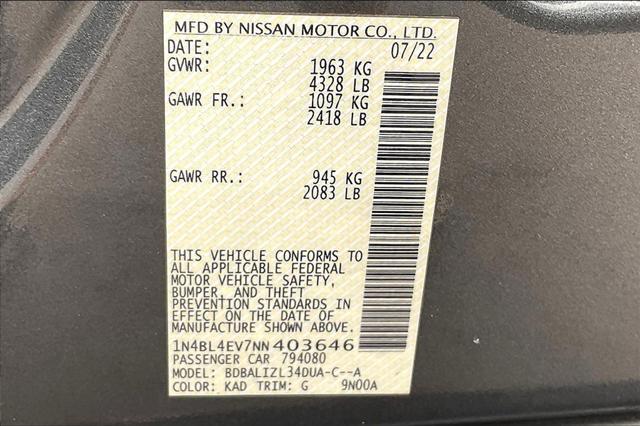 MFD BY NISSAN MOTOR CO., LTD.
DATE: 07/22
GVWR: 1963 KG
4328 LB
GAWR FR.: 1097 KG
2418 LB
GAWR RR.: 945 KG
2083 LB
THIS VEHICLE CONFORMS TO
ALL APPLICABLE FEDERAL
MOTOR VEHICLE SAFETY,
BUMPER, AND THEFT
PREVENTION STANDARDS IN
EFFECT ON THE DATE OF
MANUFACTURE SHOWN ABOVE.
1N4BL4EV7NN403646
PASSENGER CAR 794080
MODEL: BDBALIZL34DUA-C--A
COLOR: KAD TRIM: G 9N00A